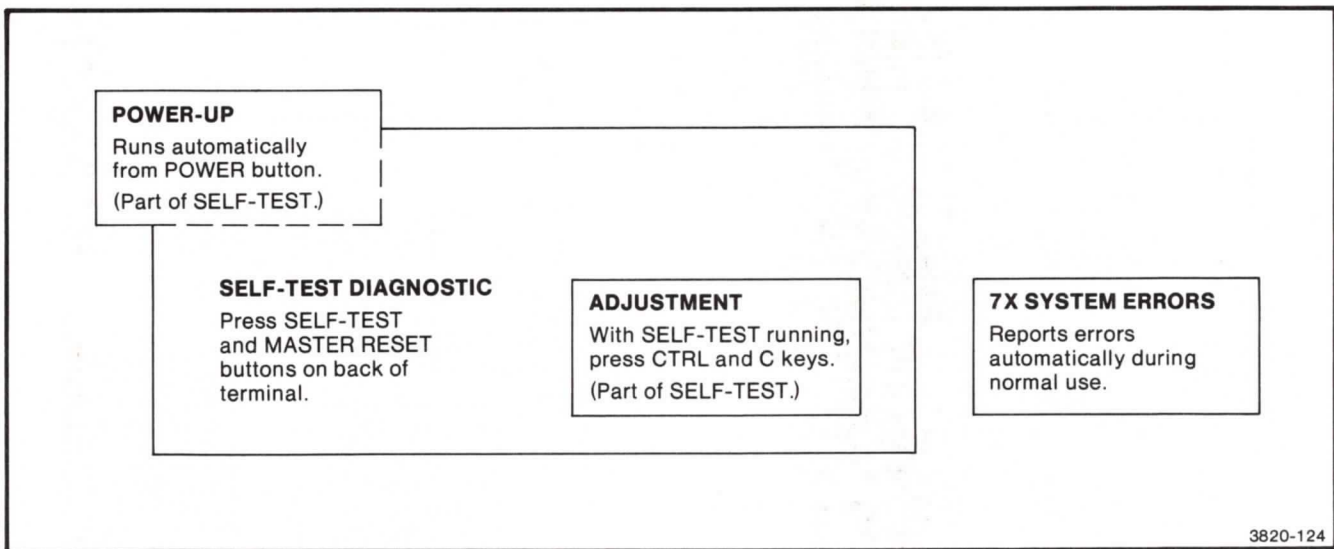 POWER-UP
Runs automatically
from POWER button.
(Part of SELF-TEST.)
SELF-TEST DIAGNOSTIC
Press SELF-TEST
and MASTER RESET
buttons on back of
terminal.
ADJUSTMENT
With SELF-TEST running,
press CTRL and C keys.
(Part of SELF-TEST.)
7X SYSTEM ERRORS
Reports errors
automatically during
normal use.
3820-124